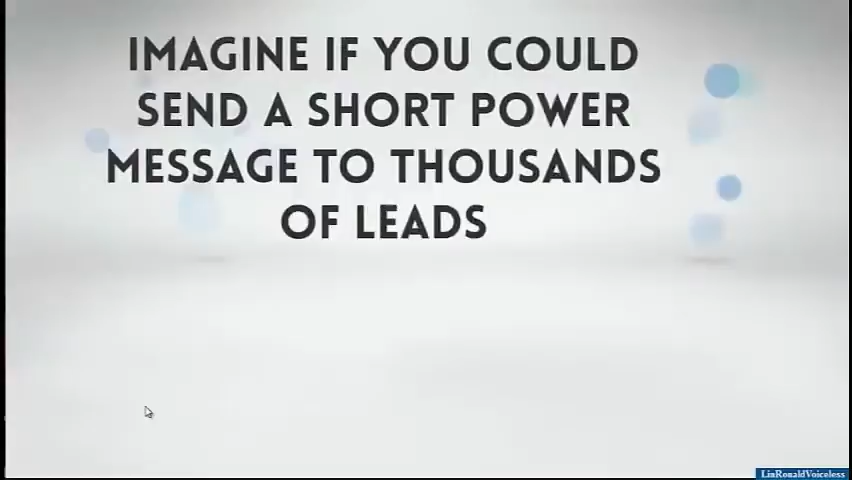 IMAGINE IF YOU COULD
SEND A SHORT POWER
MESSAGE TO THOUSANDS
OF LEADS
LinRonaldVoiceless